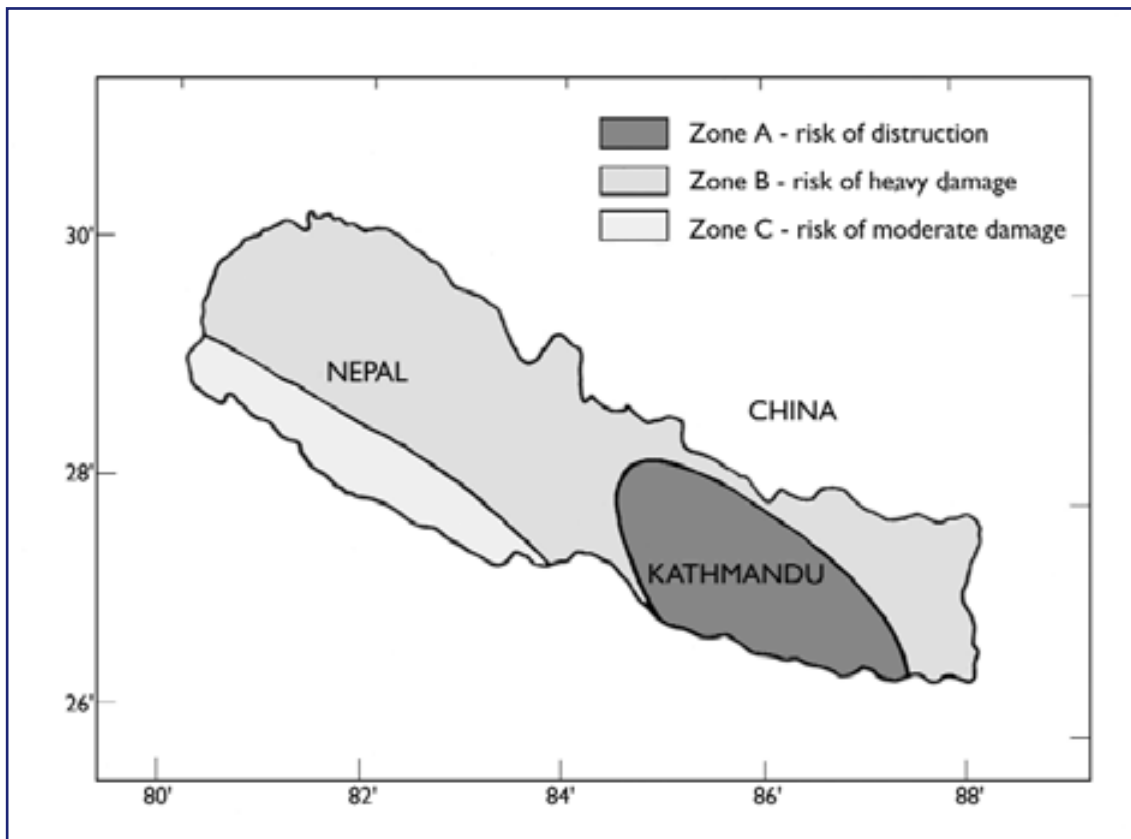 Zone A - risk of distruction
Zone B - risk of heavy damage
Zone C - risk of moderate damage
30'
NEPAL
CHINA
28'
KATHMANDU
26'
80'
82'
84'
86'
88'